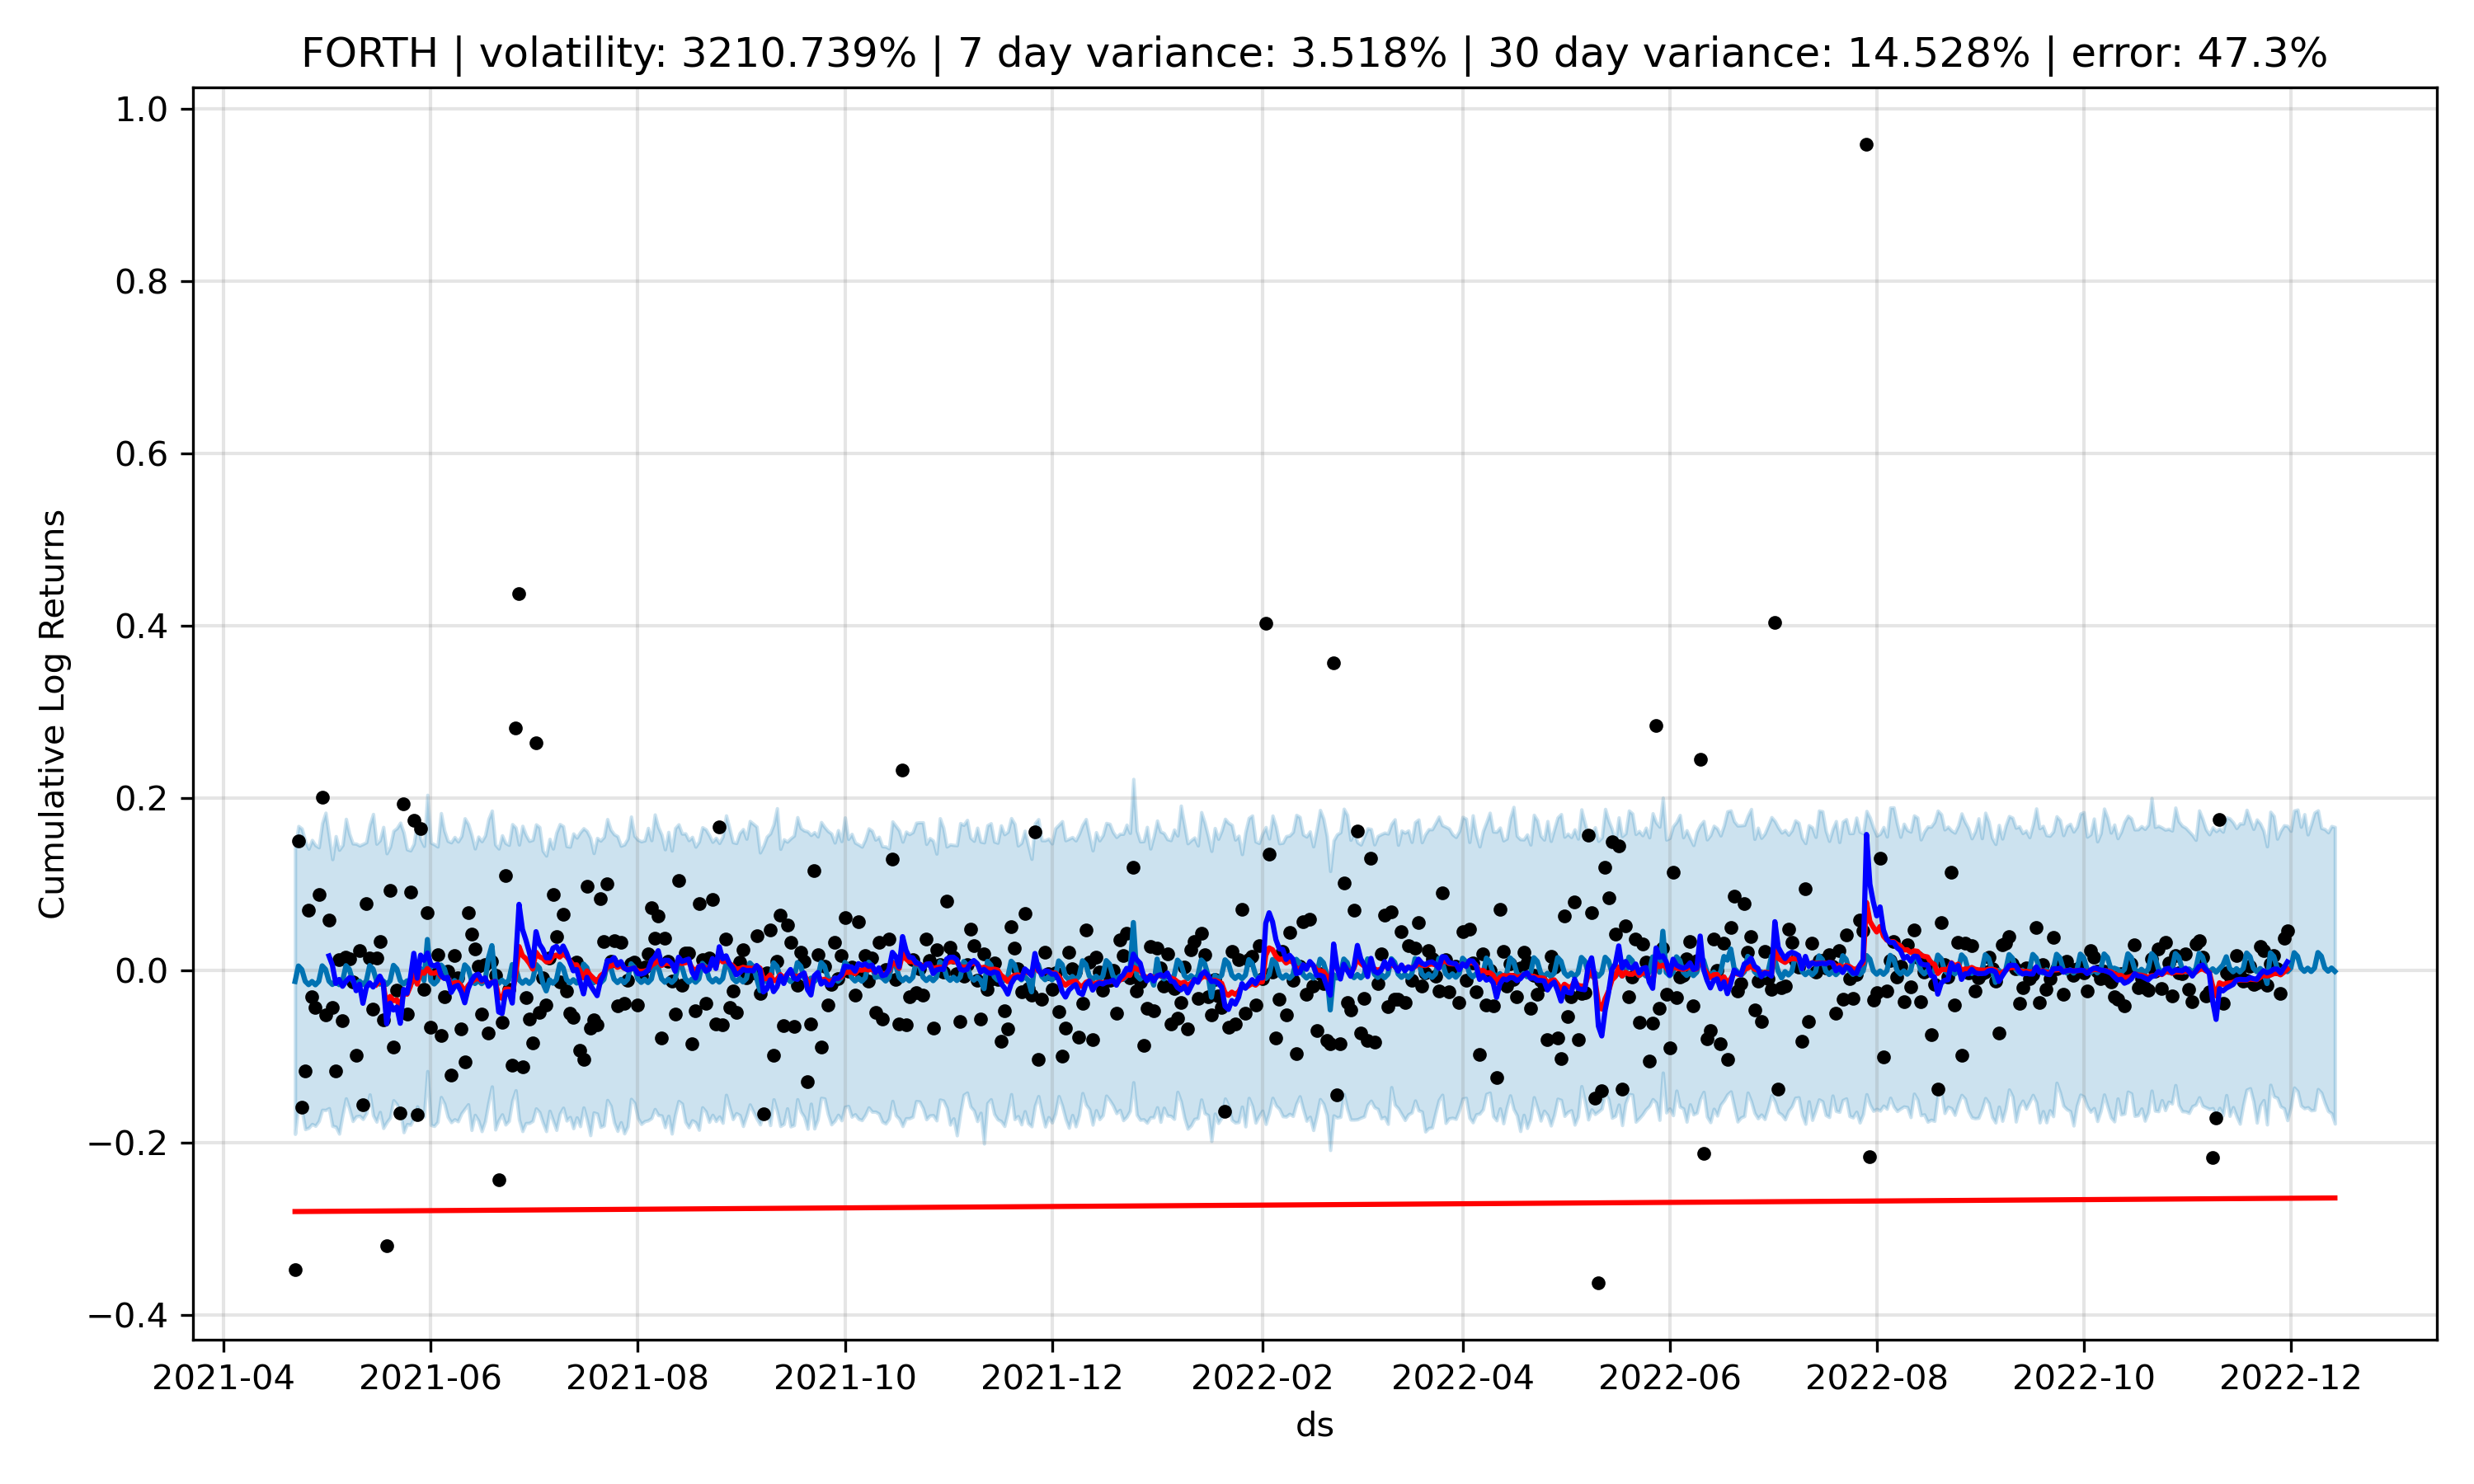 FORTH | volatility: 3210.739% | 7 day variance: 3.518% | 30 day variance: 14.528% | error: 47.3%
1.0
0.8
0.6
0.4
0.2
0.0
−0.2
−0.4
Cumulative Log Returns
2021-04 2021-06 2021-08 2021-10 2021-12 2022-02 2022-04 2022-06 2022-08 2022-10 2022-12
ds